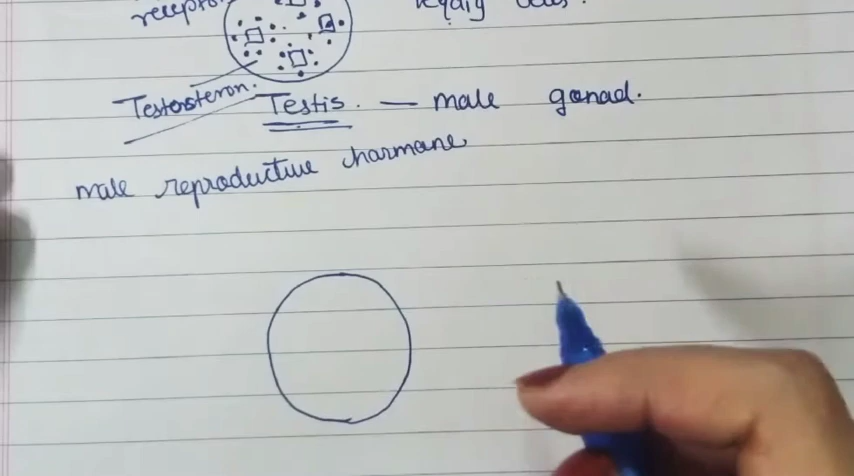 Testosteron.
Testis. — male gonad.
male reproductive harmone